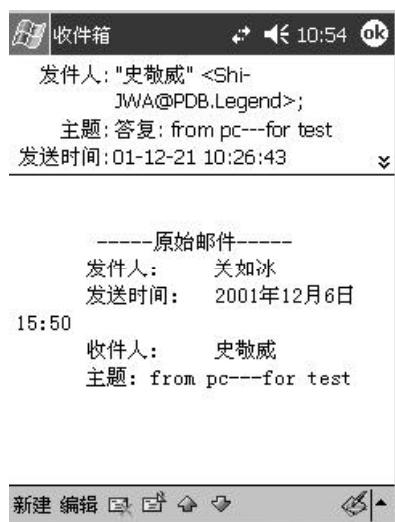 收件箱 10:54 ok
发件人: "史敬威" <Shi-
JWA@PDB.Legend>;
主题: 答复: from pc---for test
发送时间:01-12-21 10:26:43
-----原始邮件-----
发件人: 关如冰
发送时间: 2001年12月6日
15:50
收件人: 史敬威
主题: from pc---for test
新建 编辑